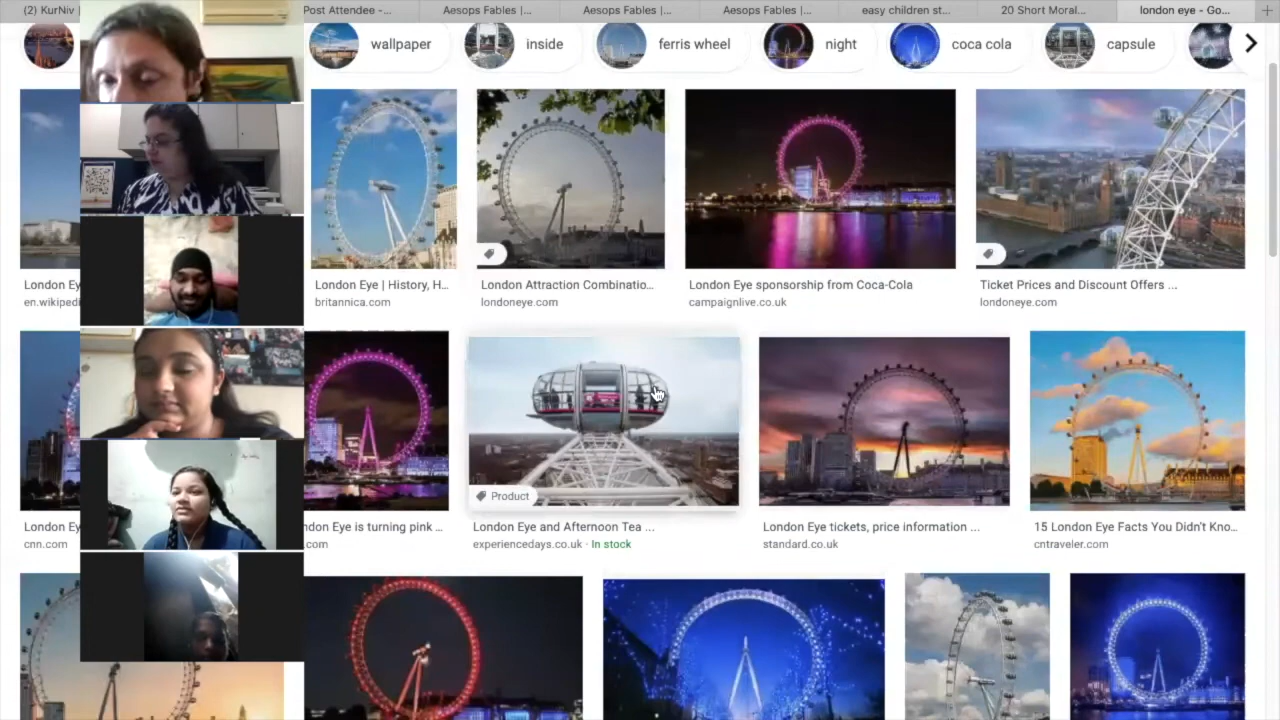 (2) KurNiv
Post Attendee -...
Aesops Fables |...
Aesops Fables |...
Aesops Fables |...
easy children st...
20 Short Moral...
london eye - Go...
wallpaper
inside
ferris wheel
night
coca cola
capsule
London Ey
en.wikipedi
London Eye | History, H...
britannica.com
London Attraction Combinatio...
londoneye.com
London Eye sponsorship from Coca-Cola
campaignlive.co.uk
Ticket Prices and Discount Offers ...
londoneye.com
Product
London Ey
cnn.com
ndon Eye is turning pink ...
.com
London Eye and Afternoon Tea ...
experiencedays.co.uk · In stock
London Eye tickets, price information ...
standard.co.uk
15 London Eye Facts You Didn't Kno...
cntraveler.com